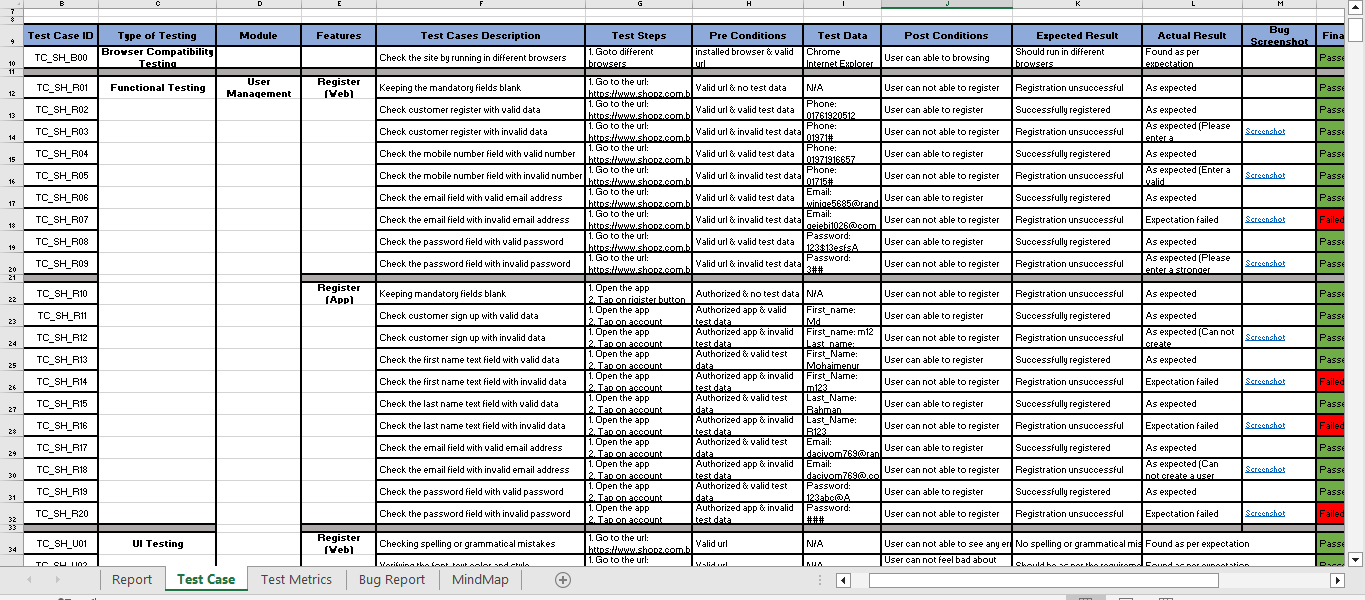 B C D E F G H I J K L M
7
8
9 Test Case ID Type of Testing Module Features Test Cases Description Test Steps Pre Conditions Test Data Post Conditions Expected Result Actual Result Bug Screenshot Fina
10 TC_SH_B00 Browser Compatibility Testing Check the site by running in different browsers 1. Goto different browsers installed browser & valid url Chrome Internet Explorer User can able to browsing Should run in different browsers Found as per expectation Passe
11
12 TC_SH_R01 Functional Testing User Management Register (Web) Keeping the mandatory fields blank 1. Go to the url: https://www.shopz.com.b Valid url & no test data N/A User can not able to register Registration unsuccessful As expected Passe
13 TC_SH_R02 Check customer register with valid data 1. Go to the url: https://www.shopz.com.b Valid url & valid test data Phone: 01761920512 User can able to register Successfully registered As expected Passe
14 TC_SH_R03 Check customer register with invalid data 1. Go to the url: https://www.shopz.com.b Valid url & invalid test data Phone: 01971# User can not able to register Registration unsuccessful As expected (Please enter a Screenshot Passe
15 TC_SH_R04 Check the mobile number field with valid number 1. Go to the url: https://www.shopz.com.b Valid url & valid test data Phone: 01971916657 User can able to register Successfully registered As expected Passe
16 TC_SH_R05 Check the mobile number field with invalid number 1. Go to the url: https://www.shopz.com.b Valid url & invalid test data Phone: 01715# User can not able to register Registration unsuccessful As expected (Enter a valid Screenshot Passe
17 TC_SH_R06 Check the email field with valid email address 1. Go to the url: https://www.shopz.com.b Valid url & valid test data Email: winige5685@rand User can able to register Successfully registered As expected Passe
18 TC_SH_R07 Check the email field with invalid email address 1. Go to the url: https://www.shopz.com.b Valid url & invalid test data Email: geiebi1026@com User can not able to register Registration unsuccessful Expectation failed Screenshot Failed
19 TC_SH_R08 Check the password field with valid password 1. Go to the url: https://www.shopz.com.b Valid url & valid test data Password: 123$13esfsA User can able to register Successfully registered As expected Passe
20 TC_SH_R09 Check the password field with invalid password 1. Go to the url: https://www.shopz.com.b Valid url & invalid test data Password: 3## User can not able to register Registration unsuccessful As expected (Please enter a stronger Screenshot Passe
21
22 TC_SH_R10 Register (App) Keeping mandatory fields blank 1. Open the app 2. Tap on rigister button Authorized & no test data N/A User can not able to register Registration unsuccessful As expected Passe
23 TC_SH_R11 Check customer sign up with valid data 1. Open the app 2. Tap on account Authorized app & valid test data First_name: Md User can able to register Successfully registered As expected Passe
24 TC_SH_R12 Check customer sign up with invalid data 1. Open the app 2. Tap on account Authorized app & invalid test data First_name: m12 Last_name: User can not able to register Registration unsuccessful As expected (Can not create Screenshot Passe
25 TC_SH_R13 Check the first name text field with valid data 1. Open the app 2. Tap on account Authorized & valid test data First_Name: Mohaimenur User can able to register Successfully registered As expected Passe
26 TC_SH_R14 Check the first name text field with invalid data 1. Open the app 2. Tap on account Authorized app & invalid test data First_Name: m123 User can not able to register Registration unsuccessful Expectation failed Screenshot Failed
27 TC_SH_R15 Check the last name text field with valid data 1. Open the app 2. Tap on account Authorized & valid test data Last_Name: Rahman User can able to register Successfully registered As expected Passe
28 TC_SH_R16 Check the last name text field with invalid data 1. Open the app 2. Tap on account Authorized app & invalid test data Last_Name: R123 User can not able to register Registration unsuccessful Expectation failed Screenshot Failed
29 TC_SH_R17 Check the email field with valid email address 1. Open the app 2. Tap on account Authorized & valid test data Email: dacivom769@ran User can able to register Successfully registered As expected Passe
30 TC_SH_R18 Check the email field with invalid email address 1. Open the app 2. Tap on account Authorized app & invalid test data Email: dacivom769@.co User can not able to register Registration unsuccessful As expected (Can not create a user Screenshot Passe
31 TC_SH_R19 Check the password field with valid password 1. Open the app 2. Tap on account Authorized & valid test data Password: 123abc@A User can able to register Successfully registered As expected Passe
32 TC_SH_R20 Check the password field with invalid password 1. Open the app 2. Tap on account Authorized app & invalid test data Password: ### User can not able to register Registration unsuccessful Expectation failed Screenshot Failed
33
34 TC_SH_U01 UI Testing Register (Web) Checking spelling or grammatical mistakes 1. Go to the url: https://www.shopz.com.b Valid url N/A User can not able to see any err No spelling or grammatical mis Found as per expectation Passe
TC_SH_U02 Verifying the font, text color and style 1. Go to the url: Valid url User can not feel bad about Should be as per the requireme Found as per expectation Passe
Report Test Case Test Metrics Bug Report MindMap